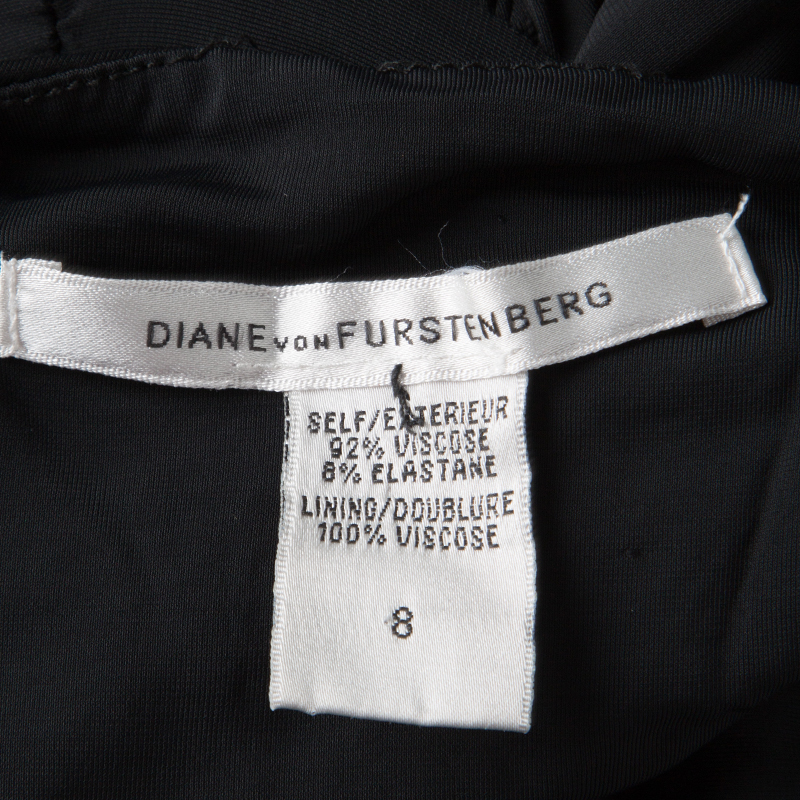 DIANE VON FURSTENBERG
SELF/EXTERIEUR
92% VISCOSE
8% ELASTANE
LINING/DOUBLURE
100% VISCOSE
8